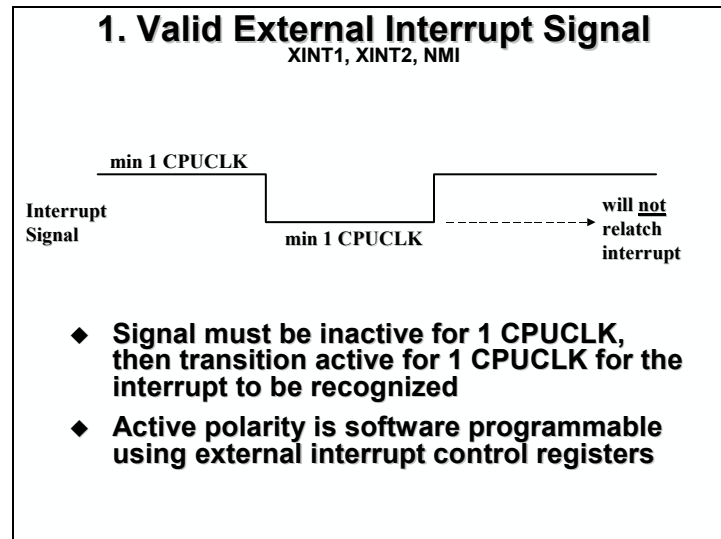 1. Valid External Interrupt Signal
XINT1, XINT2, NMI
min 1 CPUCLK
Interrupt
Signal
min 1 CPUCLK
will not
relatch
interrupt
◆ Signal must be inactive for 1 CPUCLK,
then transition active for 1 CPUCLK for the
interrupt to be recognized
◆ Active polarity is software programmable
using external interrupt control registers